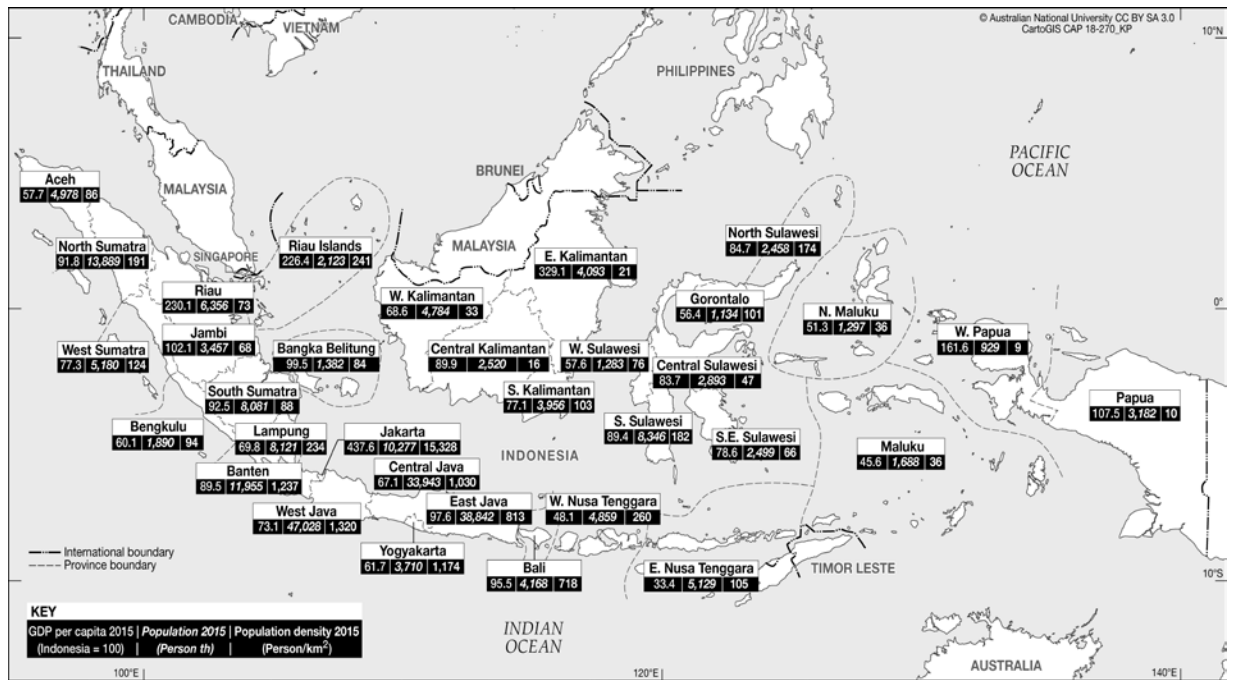 CAMBODIA
VIETNAM
© Australian National University CC BY SA 3.0
CartoGIS CAP 18-270_KP
10°N
THAILAND
PHILIPPINES
PACIFIC
OCEAN
BRUNEI
Aceh
57.7 4,978 86
MALAYSIA
North Sumatra
91.8 13,889 191
SINGAPORE
Riau Islands
226.4 2,123 241
MALAYSIA
E. Kalimantan
329.1 4,093 21
North Sulawesi
84.7 2,458 174
Riau
230.1 6,356 73
W. Kalimantan
68.6 4,784 33
Gorontalo
56.4 1,134 101
N. Maluku
51.3 1,297 36
0°
Jambi
102.1 3,457 68
West Sumatra
77.3 5,180 124
Bangka Belitung
99.5 1,382 84
Central Kalimantan
89.9 2,520 16
W. Sulawesi
57.6 1,283 76
Central Sulawesi
83.7 2,893 47
W. Papua
161.6 929 9
South Sumatra
92.5 8,081 88
S. Kalimantan
77.1 3,956 103
Papua
107.5 3,182 10
Bengkulu
60.1 1,890 94
Lampung
69.8 8,121 234
Jakarta
437.6 10,277 15,328
S. Sulawesi
89.4 8,346 182
S.E. Sulawesi
78.6 2,499 66
Maluku
45.6 1,688 36
INDONESIA
Banten
89.5 11,955 1,237
Central Java
67.1 33,943 1,030
West Java
73.1 47,028 1,320
East Java
97.6 38,842 813
W. Nusa Tenggara
48.1 4,859 260
Yogyakarta
61.7 3,710 1,174
Bali
95.5 4,168 718
E. Nusa Tenggara
33.4 5,129 105
TIMOR LESTE
10°S
International boundary
Province boundary
KEY
GDP per capita 2015 | Population 2015 | Population density 2015
(Indonesia = 100) | (Person th) | (Person/km²)
INDIAN
OCEAN
AUSTRALIA
100°E
120°E
140°E